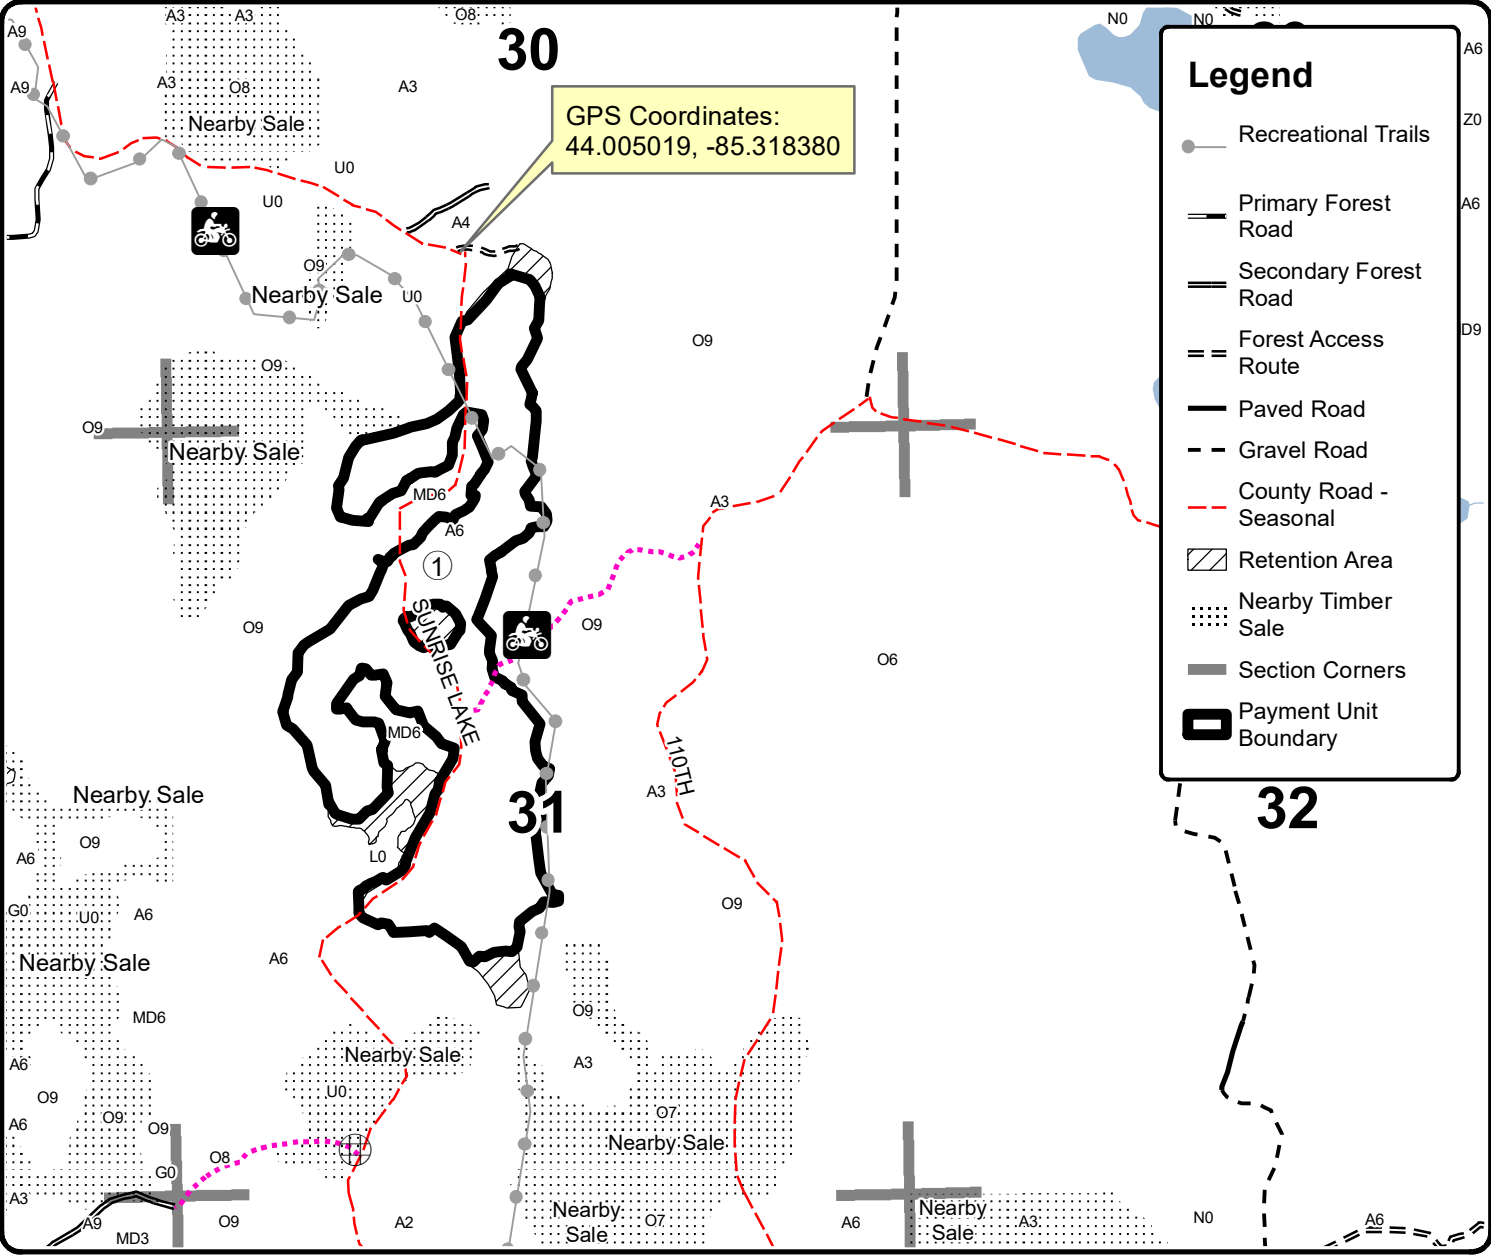 A9
A3
A3
O8
30
N0
N0
A6
A9
A3
O8
A3
Nearby Sale
GPS Coordinates:
44.005019, -85.318380
Z0
U0
U0
A4
A6
O9
Nearby Sale
U0
D9
O9
O9
O9
Nearby Sale
MD6
A6
A3
1
O9
O9
O6
SUNRISE LAKE
MD6
110TH
Nearby Sale
31
A3
32
O9
A6
L0
G0
U0
A6
O9
Nearby Sale
A6
MD6
O9
Nearby Sale
A3
A6
U0
O9
O9
O7
A6
O9
Nearby Sale
O8
G0
A3
Nearby
Sale
O7
A9
O9
A2
MD3
A6
Nearby
Sale
A3
N0
A6
Legend
Recreational Trails
Primary Forest
Road
Secondary Forest
Road
Forest Access
Route
Paved Road
Gravel Road
County Road -
Seasonal
Retention Area
Nearby Timber
Sale
Section Corners
Payment Unit
Boundary